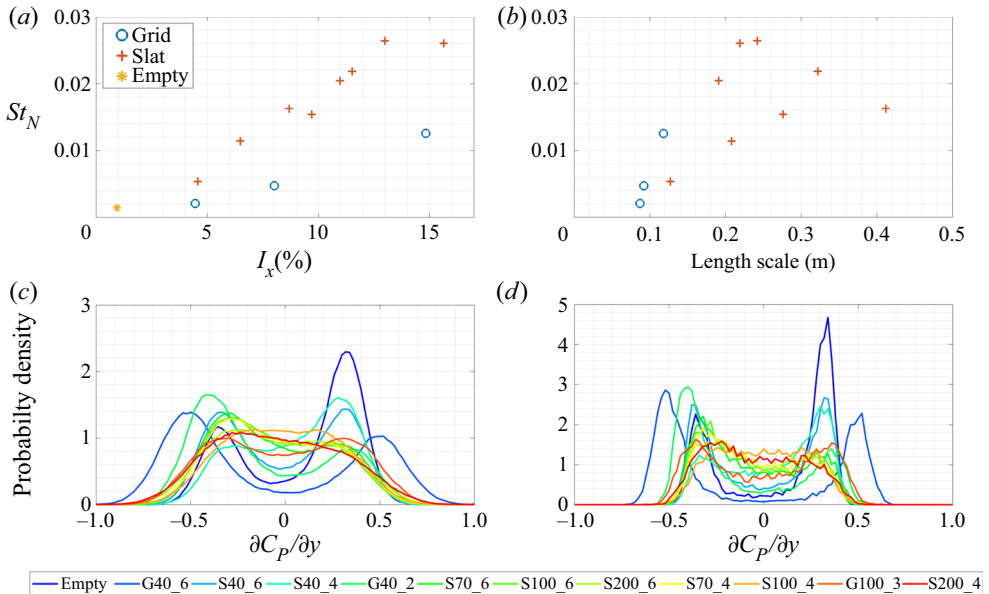 (a)
0.03
Grid
Slat
Empty
0.02
St_N
0.01
0
5
10
15
I_x(%)
(b)
0.03
0.02
0.01
0
0.1
0.2
0.3
0.4
0.5
Length scale (m)
(c)
3
2
1
0
Probabilty density
−1.0
−0.5
0
0.5
1.0
∂C_P/∂y
(d)
5
4
3
2
1
0
−1.0
−0.5
0
0.5
1.0
∂C_P/∂y
Empty G40_6 S40_6 S40_4 G40_2 S70_6 S100_6 S200_6 S70_4 S100_4 G100_3 S200_4